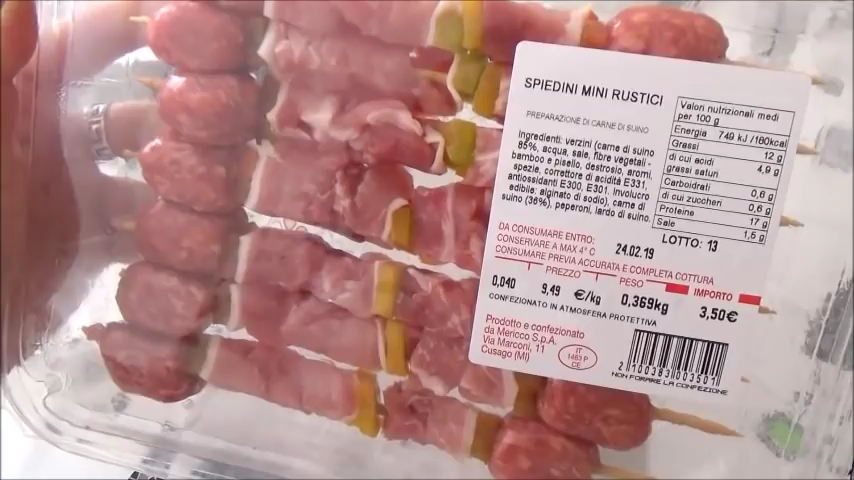 SPIEDINI MINI RUSTICI
PREPARAZIONE DI CARNE DI SUINO
Ingredienti: verzini (carne di suino
85%, acqua, sale, fibre vegetali -
bamboo e pisello, destrosio, aromi,
spezie, correttore di acidità E331,
antiossidanti E300, E301. Involucro
edibile: alginato di sodio), carne di
suino (36%), peperoni, lardo di suino.
Valori nutrizionali medi
per 100 g
Energia 749 kJ /180kcal
Grassi 12 g
di cui acidi
grassi saturi 4,9 g
Carboidrati 0,6 g
di cui zuccheri 0,6 g
Proteine 17 g
Sale 1,5 g
LOTTO: 13
DA CONSUMARE ENTRO: 24.02.19
CONSERVARE A MAX 4° C
CONSUMARE PREVIA ACCURATA E COMPLETA COTTURA
PREZZO PESO IMPORTO
0,040 9,49 €/kg 0,369kg 3,50€
CONFEZIONATO IN ATMOSFERA PROTETTIVA
Prodotto e confezionato
da Mericco S.p.A.
Via Marconi, 11
Cusago (MI)
IT
1463 P
CE
2 100383 003501
NON FORARE LA CONFEZIONE